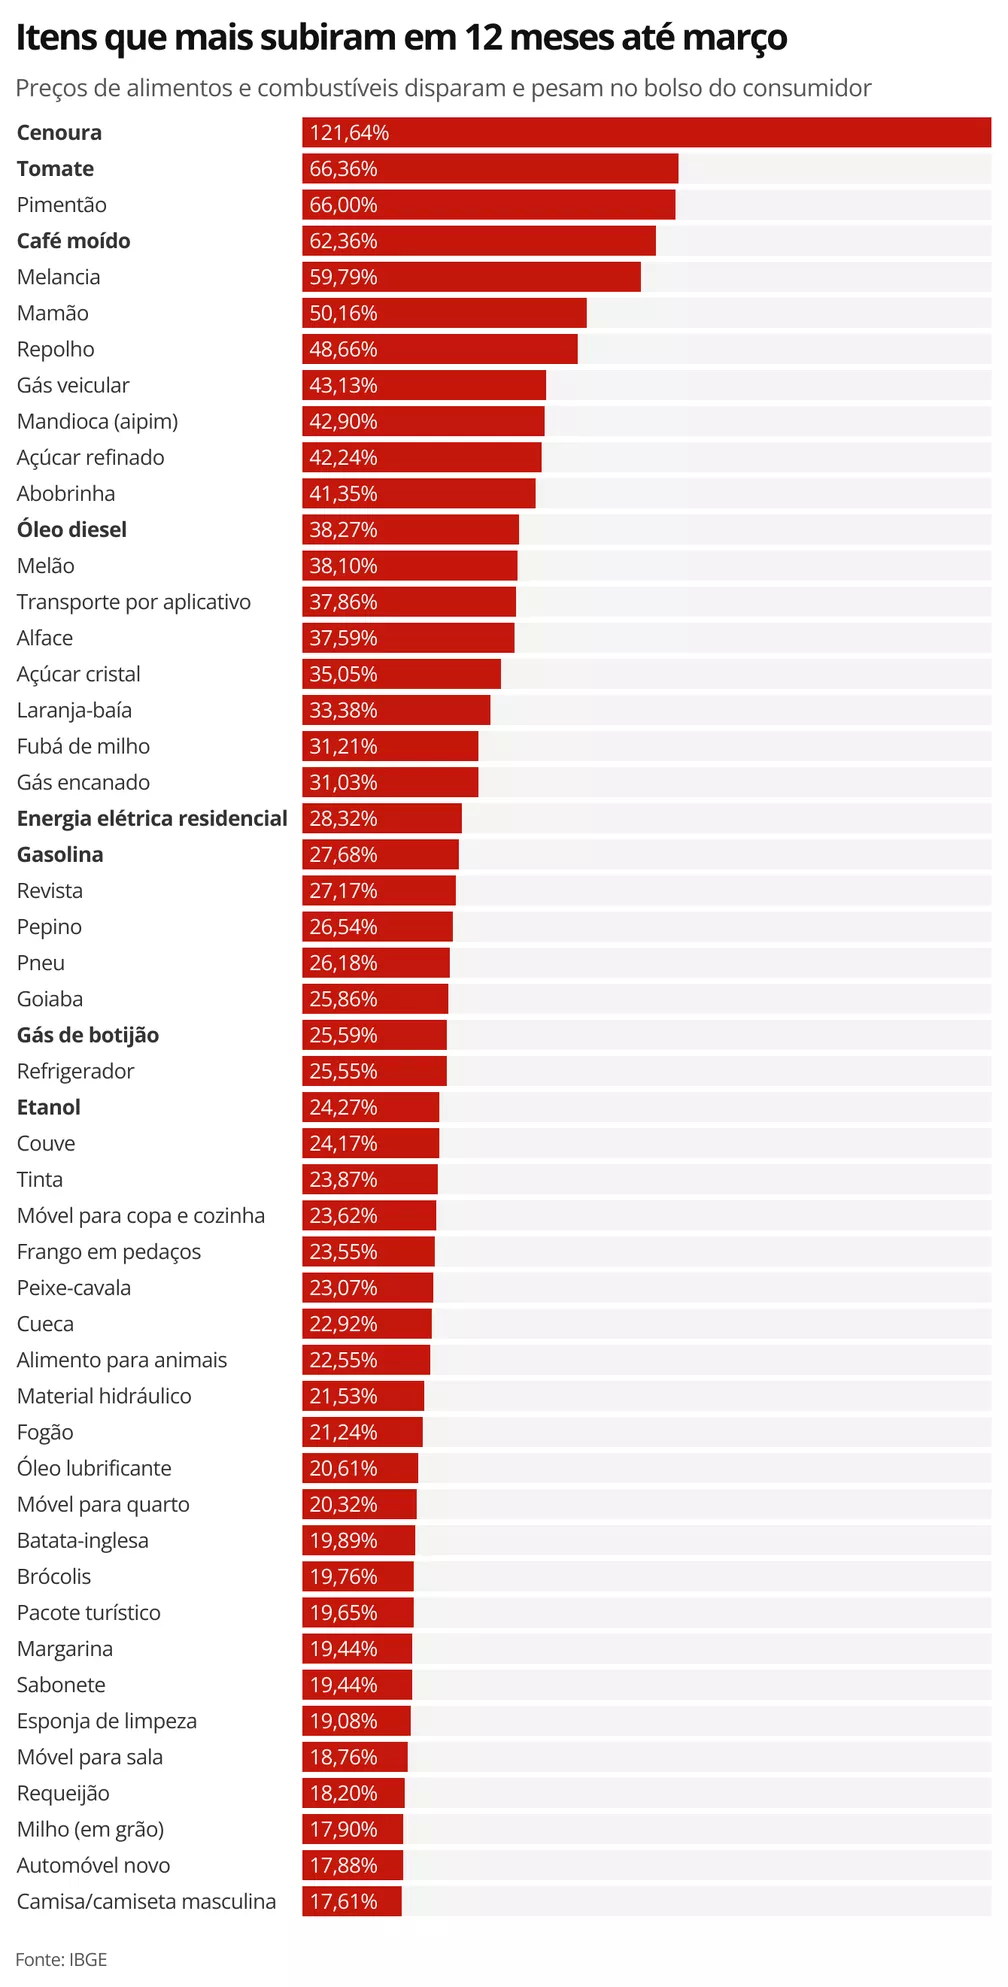 Itens que mais subiram em 12 meses até março
Preços de alimentos e combustíveis disparam e pesam no bolso do consumidor
Cenoura 121,64%
Tomate 66,36%
Pimentão 66,00%
Café moído 62,36%
Melancia 59,79%
Mamão 50,16%
Repolho 48,66%
Gás veicular 43,13%
Mandioca (aipim) 42,90%
Açúcar refinado 42,24%
Abobrinha 41,35%
Óleo diesel 38,27%
Melão 38,10%
Transporte por aplicativo 37,86%
Alface 37,59%
Açúcar cristal 35,05%
Laranja-baía 33,38%
Fubá de milho 31,21%
Gás encanado 31,03%
Energia elétrica residencial 28,32%
Gasolina 27,68%
Revista 27,17%
Pepino 26,54%
Pneu 26,18%
Goiaba 25,86%
Gás de botijão 25,59%
Refrigerador 25,55%
Etanol 24,27%
Couve 24,17%
Tinta 23,87%
Móvel para copa e cozinha 23,62%
Frango em pedaços 23,55%
Peixe-cavala 23,07%
Cueca 22,92%
Alimento para animais 22,55%
Material hidráulico 21,53%
Fogão 21,24%
Óleo lubrificante 20,61%
Móvel para quarto 20,32%
Batata-inglesa 19,89%
Brócolis 19,76%
Pacote turístico 19,65%
Margarina 19,44%
Sabonete 19,44%
Esponja de limpeza 19,08%
Móvel para sala 18,76%
Requeijão 18,20%
Milho (em grão) 17,90%
Automóvel novo 17,88%
Camisa/camiseta masculina 17,61%
Fonte: IBGE